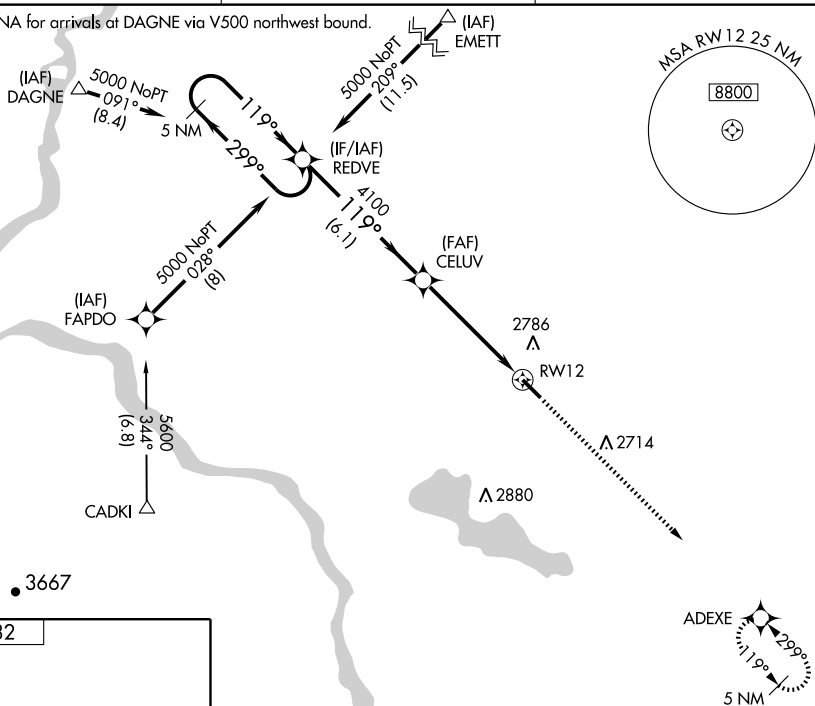 NA for arrivals at DAGNE via V500 northwest bound.
(IAF)
EMETT
5000 NoPT
209°
(11.5)
MSA RW12 25 NM
8800
(IAF)
DAGNE
5000 NoPT
091°
(8.4)
5 NM
119°
299°
(IF/IAF)
REDVE
4100
119°
(6.1)
(FAF)
CELUV
5000 NoPT
028°
(8)
(IAF)
FAPDO
2786
RW12
5600
344°
(6.8)
2714
CADKI
2880
3667
ADEXE
299°
119°
5 NM